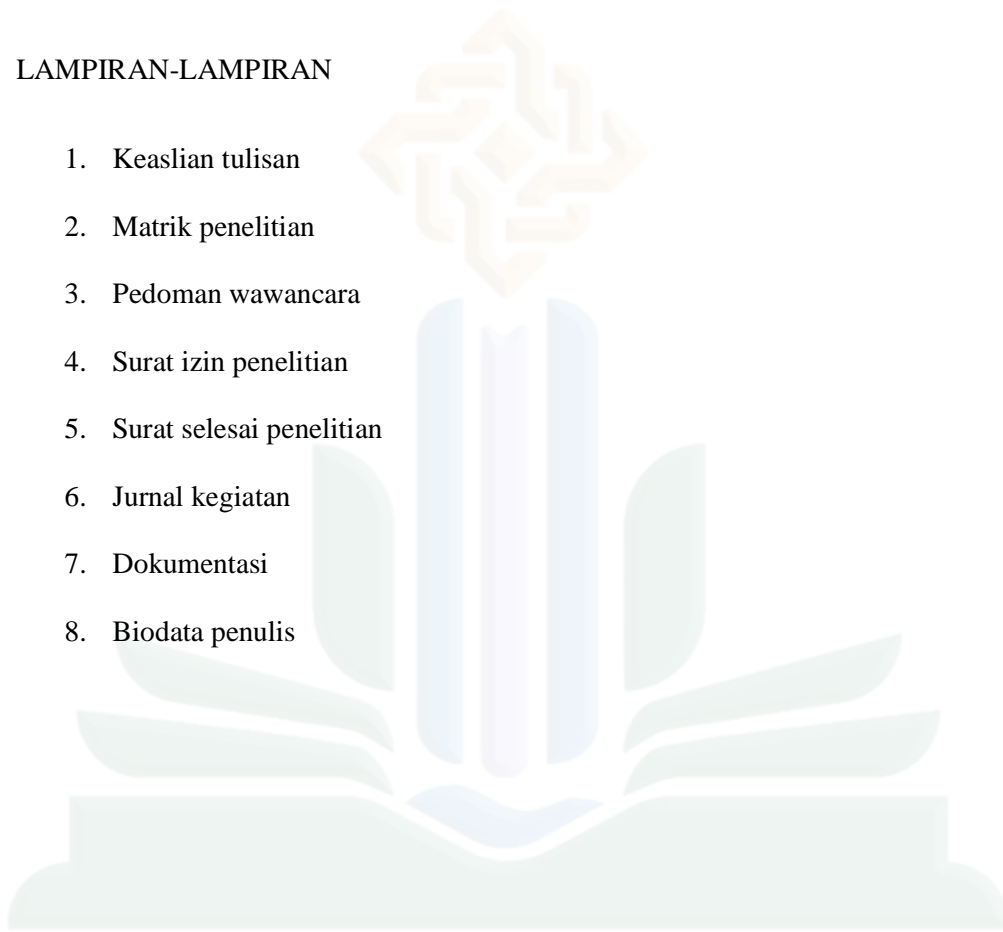 LAMPIRAN-LAMPIRAN
1. Keaslian tulisan
2. Matrik penelitian
3. Pedoman wawancara
4. Surat izin penelitian
5. Surat selesai penelitian
6. Jurnal kegiatan
7. Dokumentasi
8. Biodata penulis